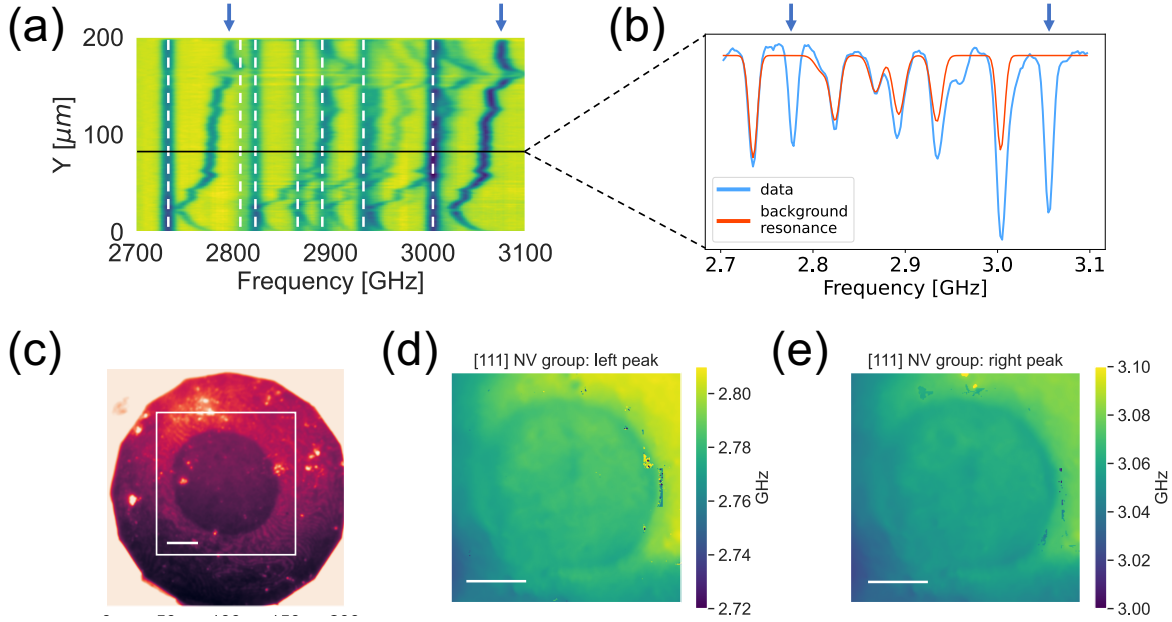 (a)
200
100
0
Y [μm]
2700 2800 2900 3000 3100
Frequency [GHz]
(b)
data
background
resonance
2.7 2.8 2.9 3.0 3.1
Frequency [GHz]
(c)
(d)
[111] NV group: left peak
2.80
2.78
2.76
2.74
2.72
GHz
(e)
[111] NV group: right peak
3.10
3.08
3.06
3.04
3.02
3.00
GHz